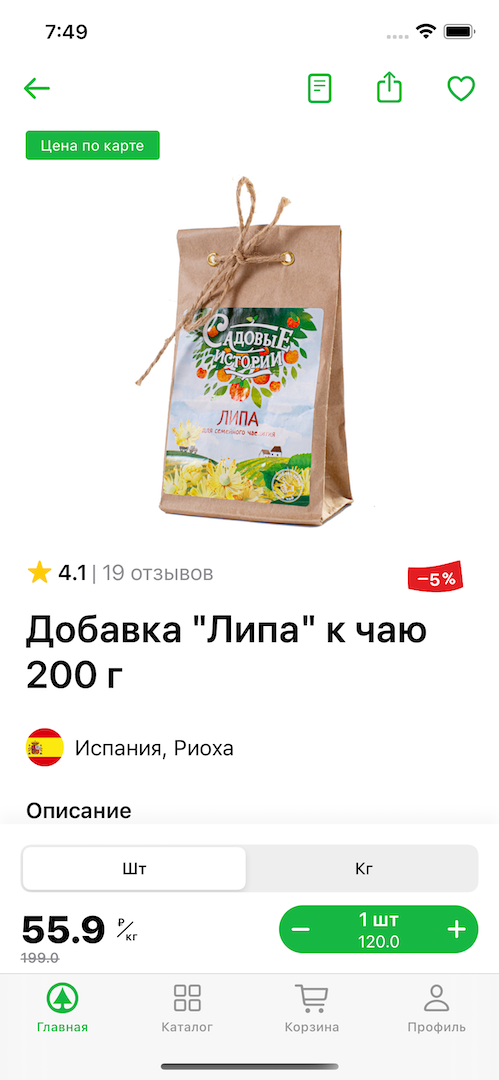 7:49
Цена по карте
САДОВЫЕ
ИСТОРИИ
ЛИПА
для семейного чаепития
4.1 | 19 отзывов
−5%
Добавка "Липа" к чаю
200 г
Испания, Риоха
Описание
Шт
Кг
55.9 ₽/кг
199.0
1 шт
120.0
Главная
Каталог
Корзина
Профиль